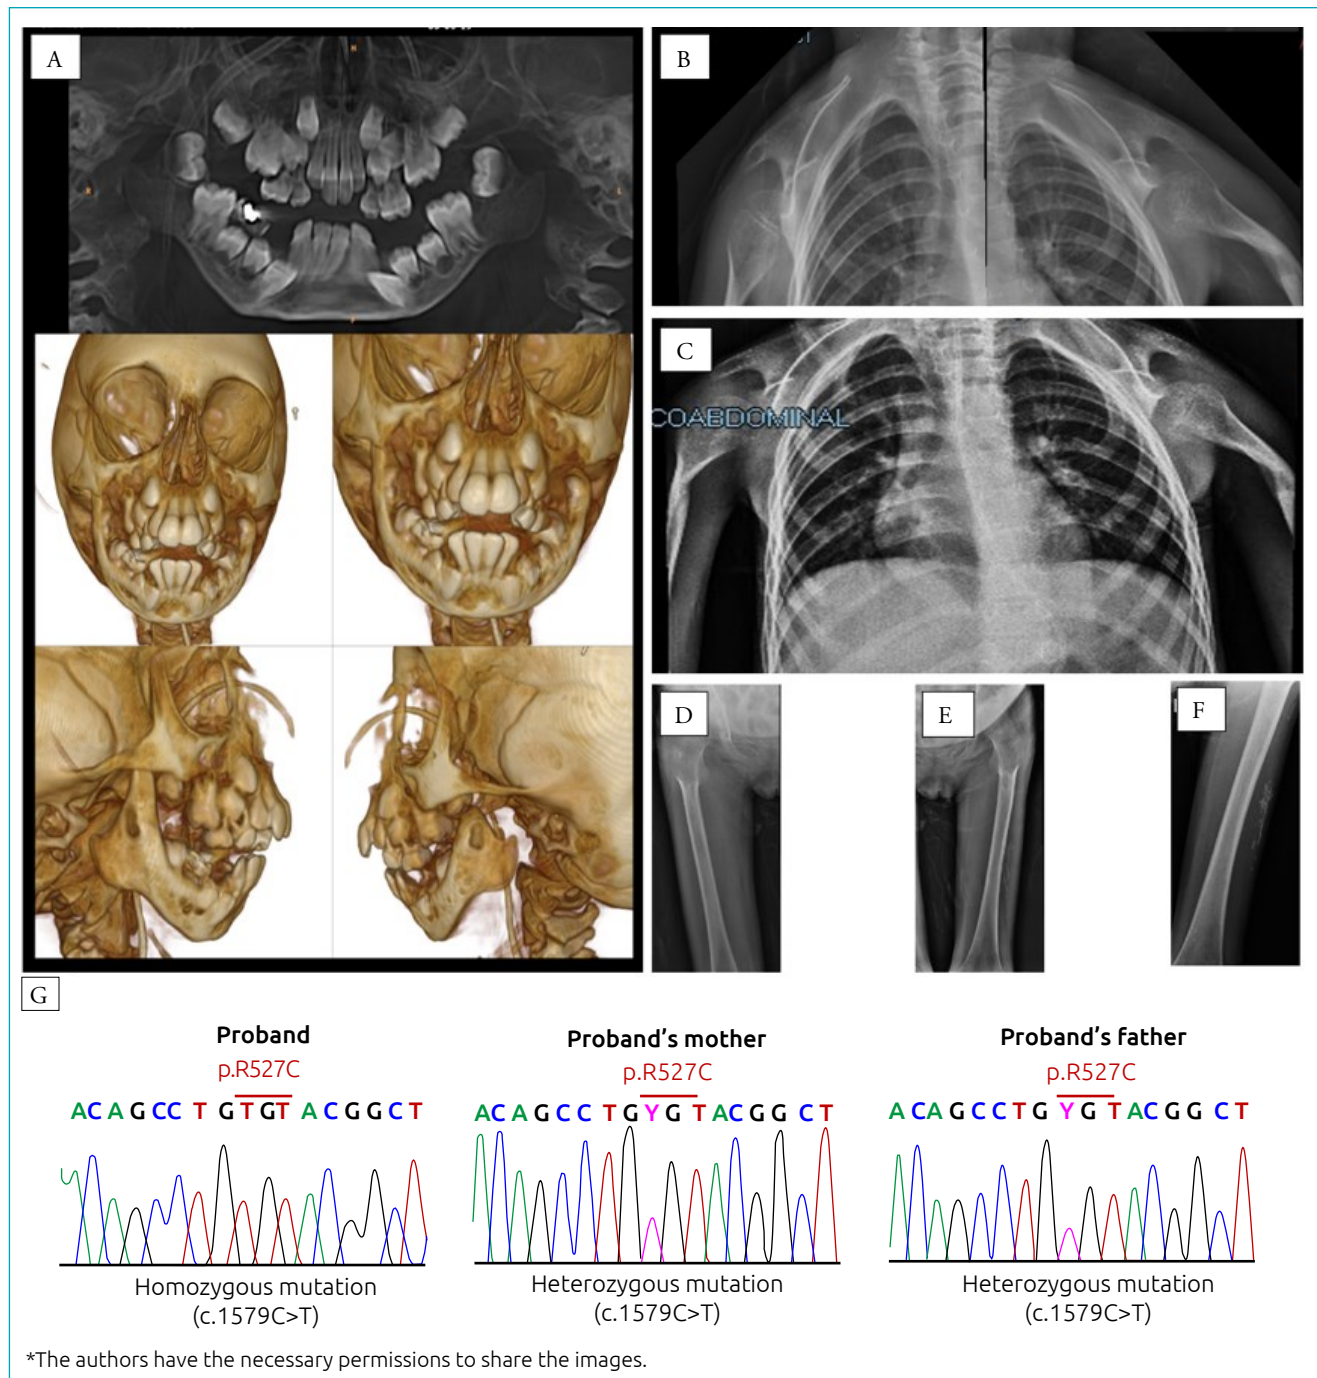 A
B
C
COABDOMINAL
D
E
F
G
Proband
p.R527C
ACAGCCTGTGTACGGCT
Homozygous mutation
(c.1579C>T)
Proband's mother
p.R527C
ACAGCCTGYGTACGGCT
Heterozygous mutation
(c.1579C>T)
Proband's father
p.R527C
ACAGCCTGYGTACGGCT
Heterozygous mutation
(c.1579C>T)
*The authors have the necessary permissions to share the images.